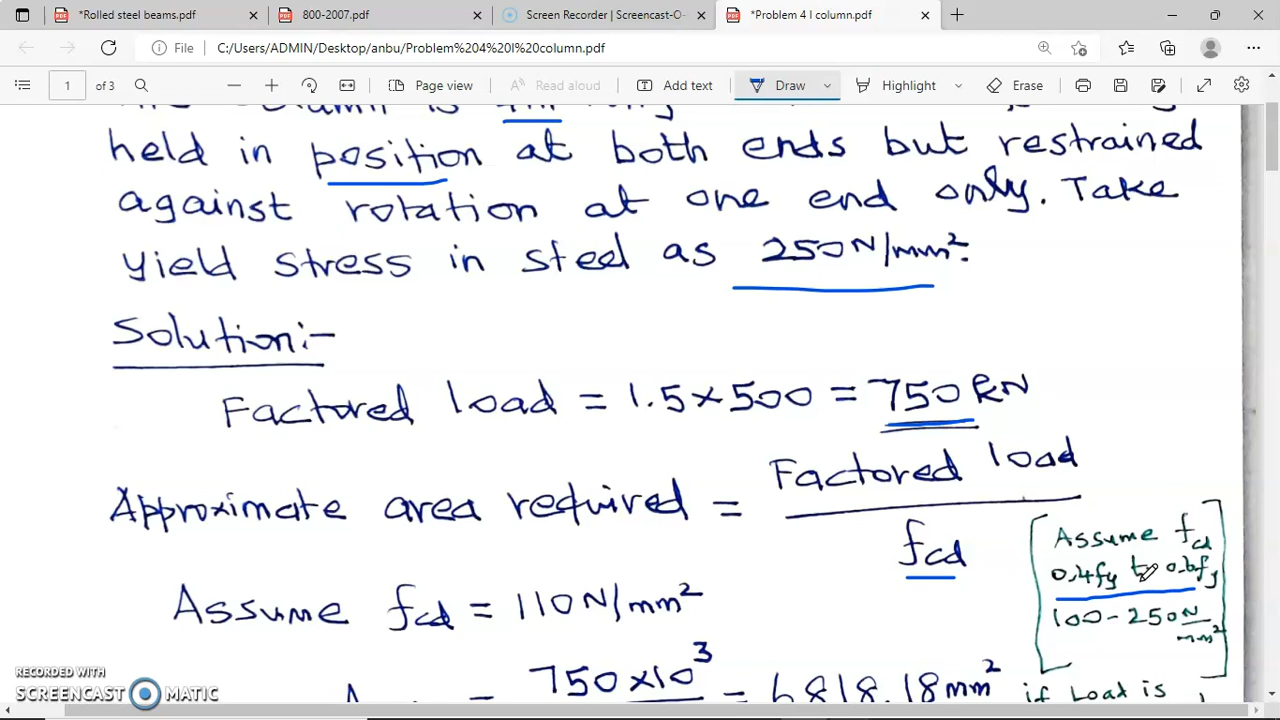 *Rolled steel beams.pdf
800-2007.pdf
Screen Recorder | Screencast-O-
*Problem 4 I column.pdf
File
C:/Users/ADMIN/Desktop/anbu/Problem%204%20I%20column.pdf
1 of 3
Page view
Read aloud
Add text
Draw
Highlight
Erase
held in position at both ends but restrained
against rotation at one end only. Take
yield stress in steel as 250N/mm².
Solution:-
Factored load = 1.5×500 = 750 kN
Approximate area required = Factored load
fcd
[Assume fcd
0.4fy to 0.6fy
100-250 N/mm²]
Assume fcd = 110N/mm²
= 750×10³ = 6818.18mm² if Load is
RECORDED WITH
SCREENCAST MATIC